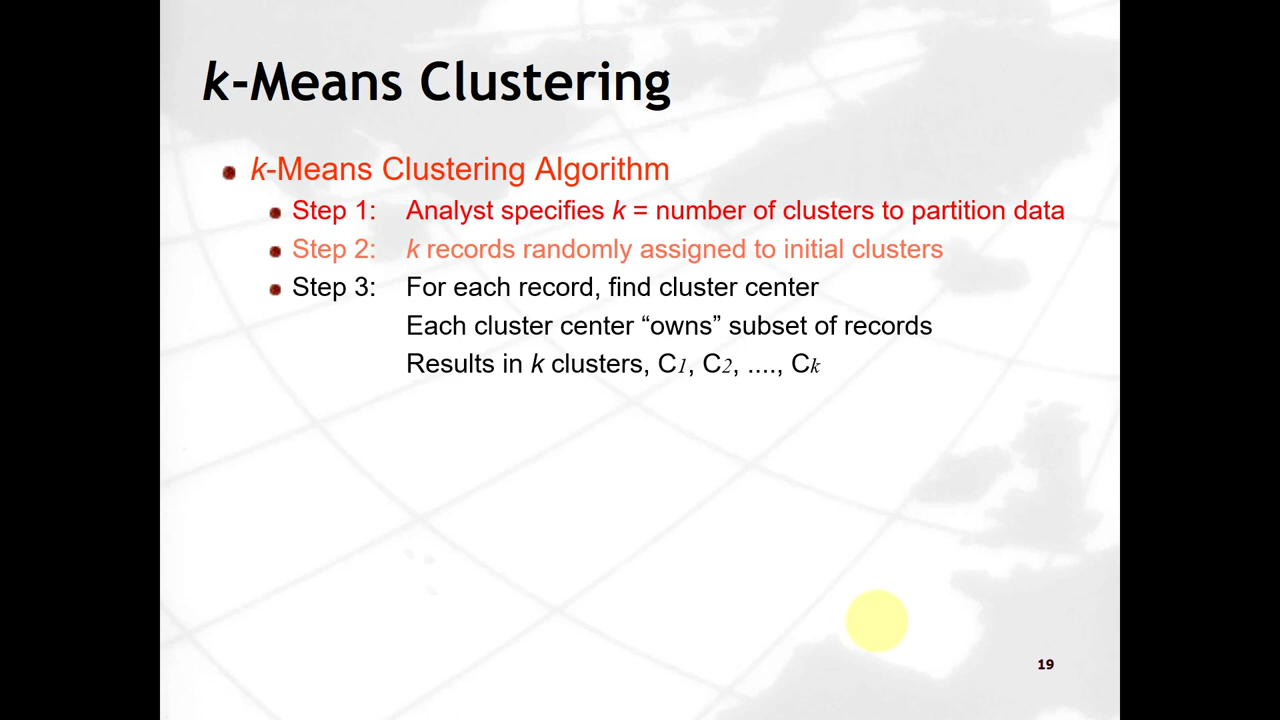 k-Means Clustering
k-Means Clustering Algorithm
Step 1: Analyst specifies k = number of clusters to partition data
Step 2: k records randomly assigned to initial clusters
Step 3: For each record, find cluster center
Each cluster center “owns” subset of records
Results in k clusters, C1, C2, ...., Ck
19